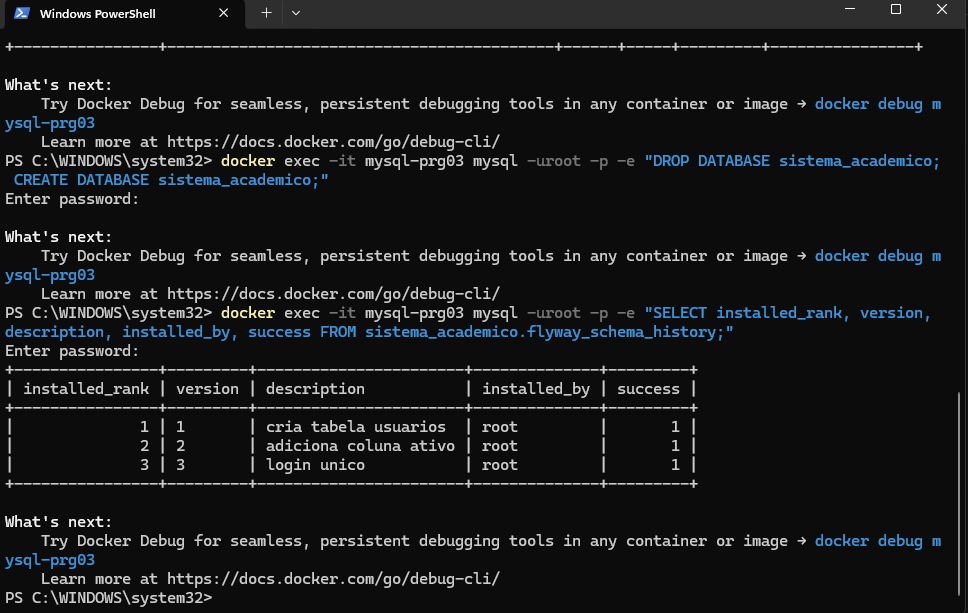 Windows PowerShell
+----------------+-------------------------------------------+------+-----+---------+----------------+
What's next:
    Try Docker Debug for seamless, persistent debugging tools in any container or image → docker debug m
ysql-prg03
    Learn more at https://docs.docker.com/go/debug-cli/
PS C:\WINDOWS\system32> docker exec -it mysql-prg03 mysql -uroot -p -e "DROP DATABASE sistema_academico;
 CREATE DATABASE sistema_academico;"
Enter password:
What's next:
    Try Docker Debug for seamless, persistent debugging tools in any container or image → docker debug m
ysql-prg03
    Learn more at https://docs.docker.com/go/debug-cli/
PS C:\WINDOWS\system32> docker exec -it mysql-prg03 mysql -uroot -p -e "SELECT installed_rank, version,
description, installed_by, success FROM sistema_academico.flyway_schema_history;"
Enter password:
+----------------+---------+-----------------------+--------------+---------+
| installed_rank | version | description           | installed_by | success |
+----------------+---------+-----------------------+--------------+---------+
|              1 | 1       | cria tabela usuarios  | root         |       1 |
|              2 | 2       | adiciona coluna ativo | root         |       1 |
|              3 | 3       | login unico           | root         |       1 |
+----------------+---------+-----------------------+--------------+---------+
What's next:
    Try Docker Debug for seamless, persistent debugging tools in any container or image → docker debug m
ysql-prg03
    Learn more at https://docs.docker.com/go/debug-cli/
PS C:\WINDOWS\system32>